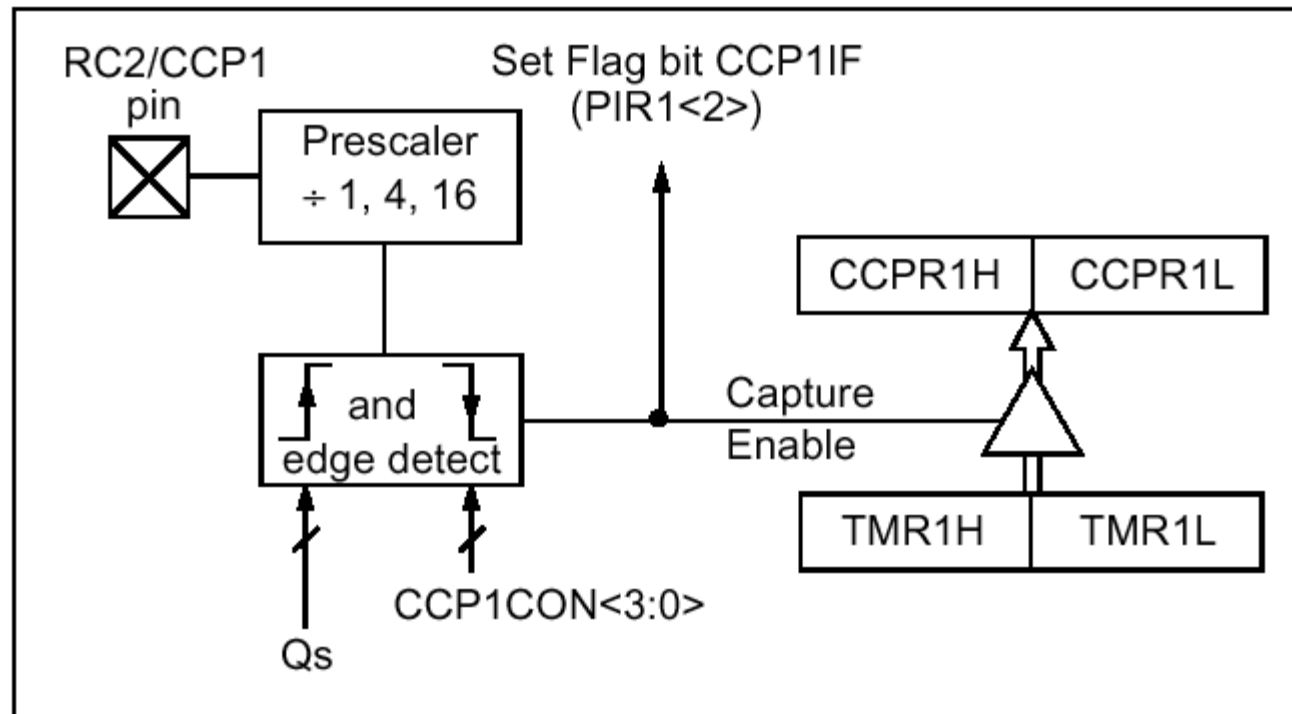 RC2/CCP1
pin
Prescaler
÷ 1, 4, 16
Set Flag bit CCP1IF
(PIR1<2>)
CCPR1H
CCPR1L
and
edge detect
Capture
Enable
TMR1H
TMR1L
CCP1CON<3:0>
Qs